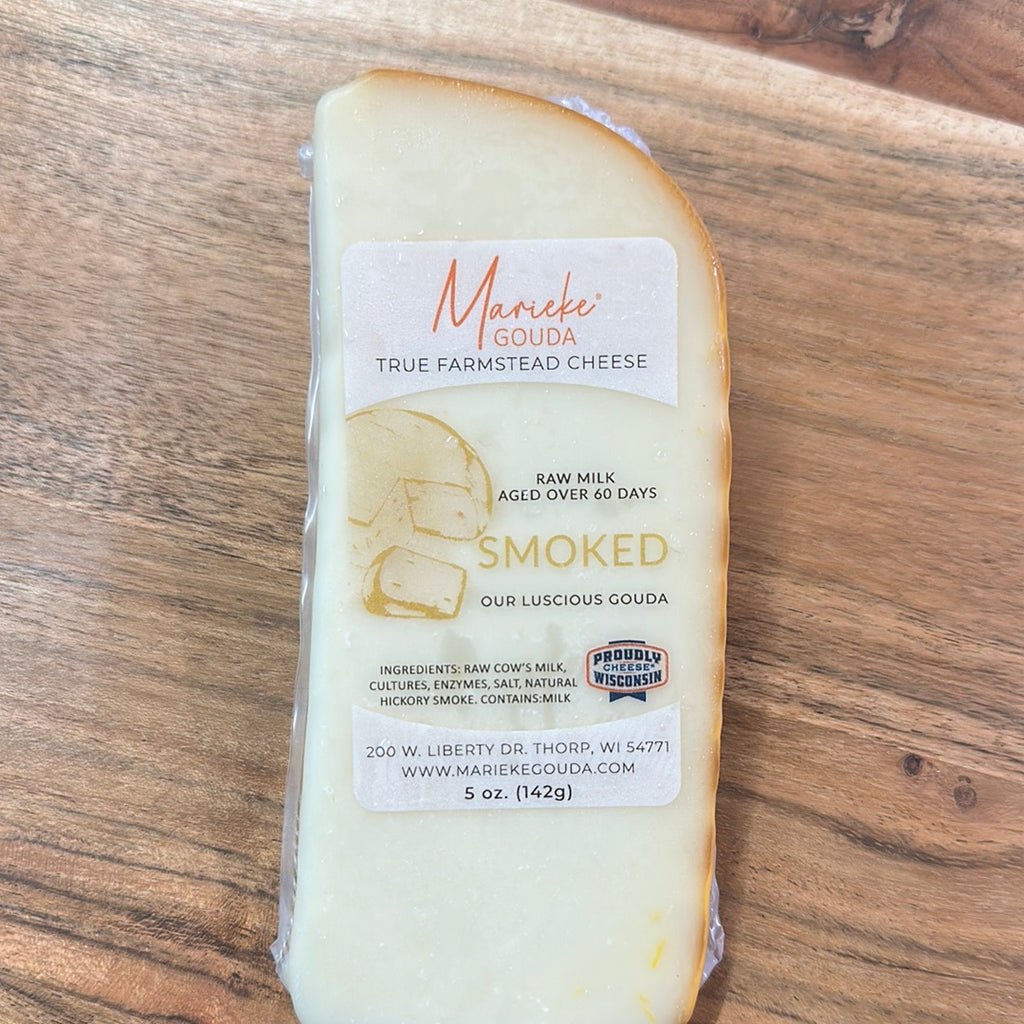 Marieke®
GOUDA
TRUE FARMSTEAD CHEESE
RAW MILK
AGED OVER 60 DAYS
SMOKED
OUR LUSCIOUS GOUDA
INGREDIENTS: RAW COW'S MILK,
CULTURES, ENZYMES, SALT, NATURAL
HICKORY SMOKE. CONTAINS:MILK
PROUDLY
CHEESE®
WISCONSIN
200 W. LIBERTY DR. THORP, WI 54771
WWW.MARIEKEGOUDA.COM
5 oz. (142g)